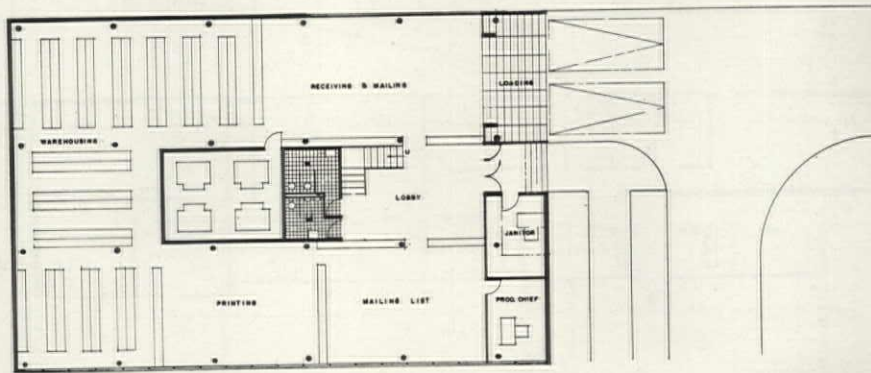 RECEIVING & MAILING
LOADING
WAREHOUSING
U
LOBBY
JANITOR
PRINTING
MAILING LIST
PROD. CHIEF